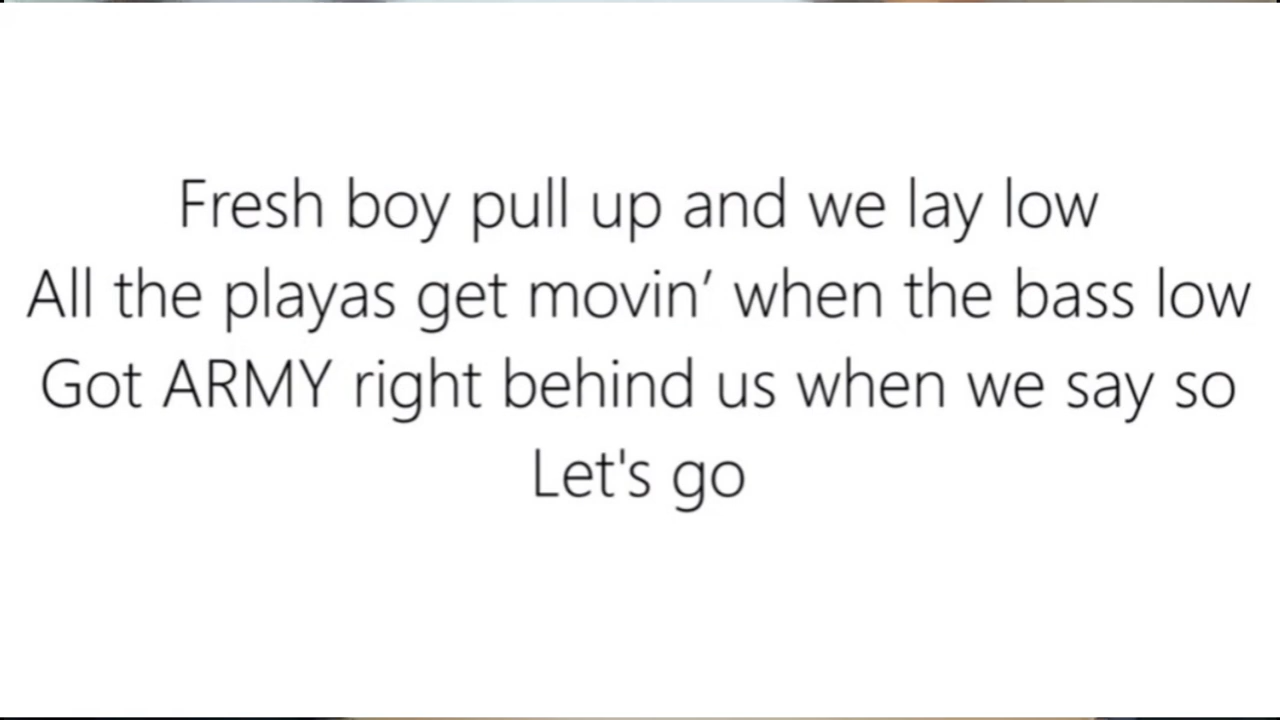 Fresh boy pull up and we lay low
All the playas get movin’ when the bass low
Got ARMY right behind us when we say so
Let's go